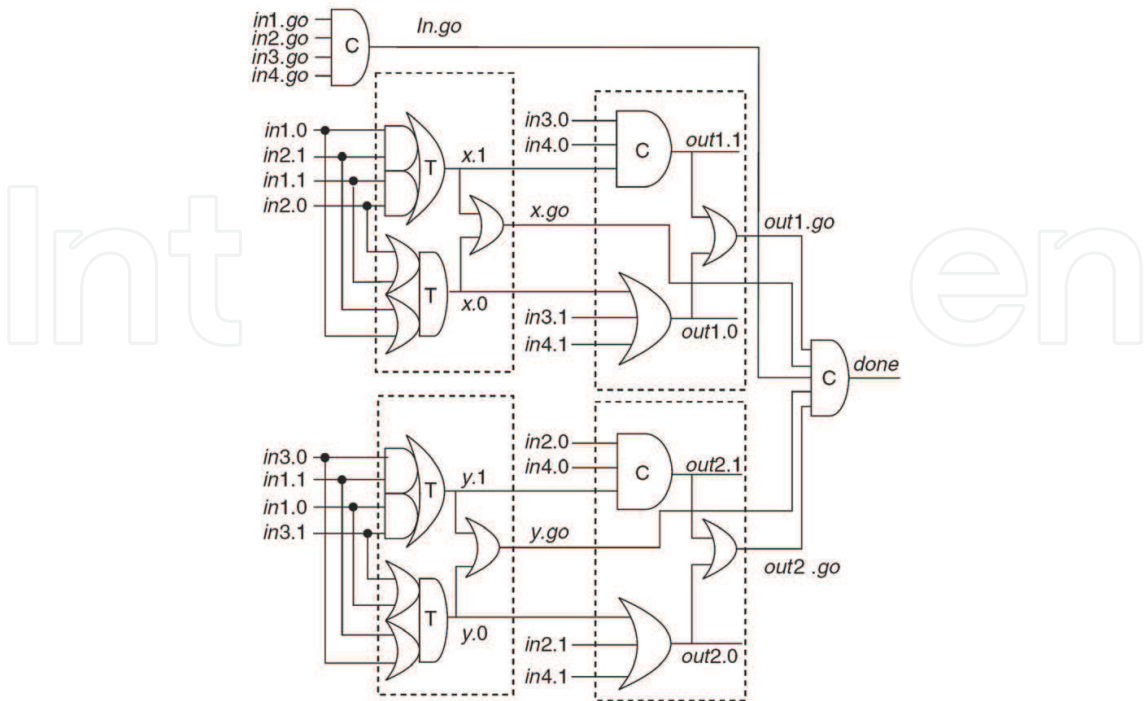 in1.go
in2.go
in3.go
in4.go
C
In.go
in1.0
in2.1
in1.1
in2.0
T
x.1
T
x.0
x.go
in3.0
in4.0
C
out1.1
in3.1
in4.1
out1.0
out1.go
Int
en
C
done
in3.0
in1.1
in1.0
in3.1
T
y.1
T
y.0
y.go
in2.0
in4.0
C
out2.1
in2.1
in4.1
out2.0
out2 .go